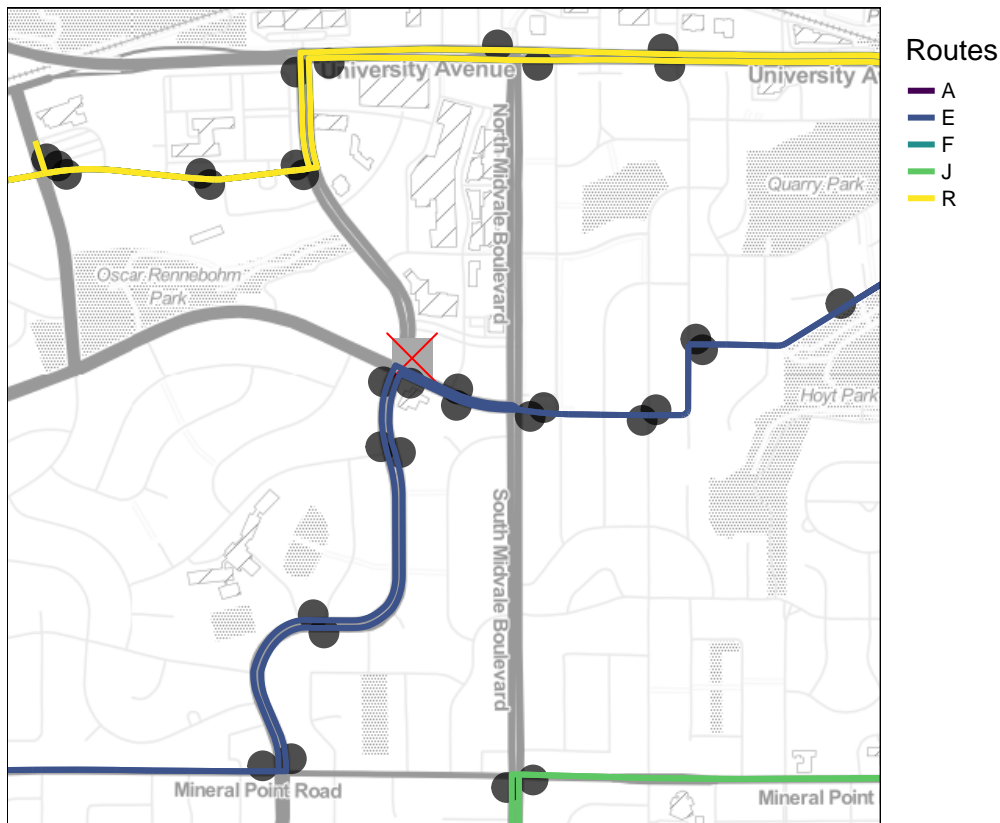 P
University Avenue
University A
North Midvale Boulevard
Quarry Park
Oscar Rennebohm
Park
Hoyt Park
South Midvale Boulevard
Mineral Point Road
Mineral Point
Routes
A
E
F
J
R